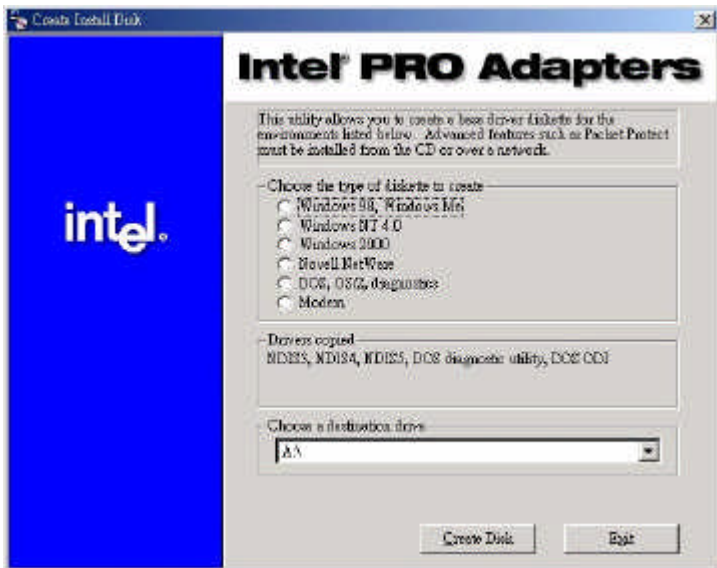 Create Install Disk
Intel® PRO Adapters
This utility allows you to create a base driver diskette for the
environments listed below. Advanced features such as Packet Protect
must be installed from the CD or over a network.
Choose the type of diskette to create
Windows 98, Windows Me
Windows NT 4.0
Windows 2000
Novell NetWare
DOS, OS/2, diagnostics
Modem
intel®
Drivers copied
NDIS3, NDIS4, NDIS5, DOS diagnostic utility, DOS ODI
Choose a destination drive
A:\
Create Disk
Exit